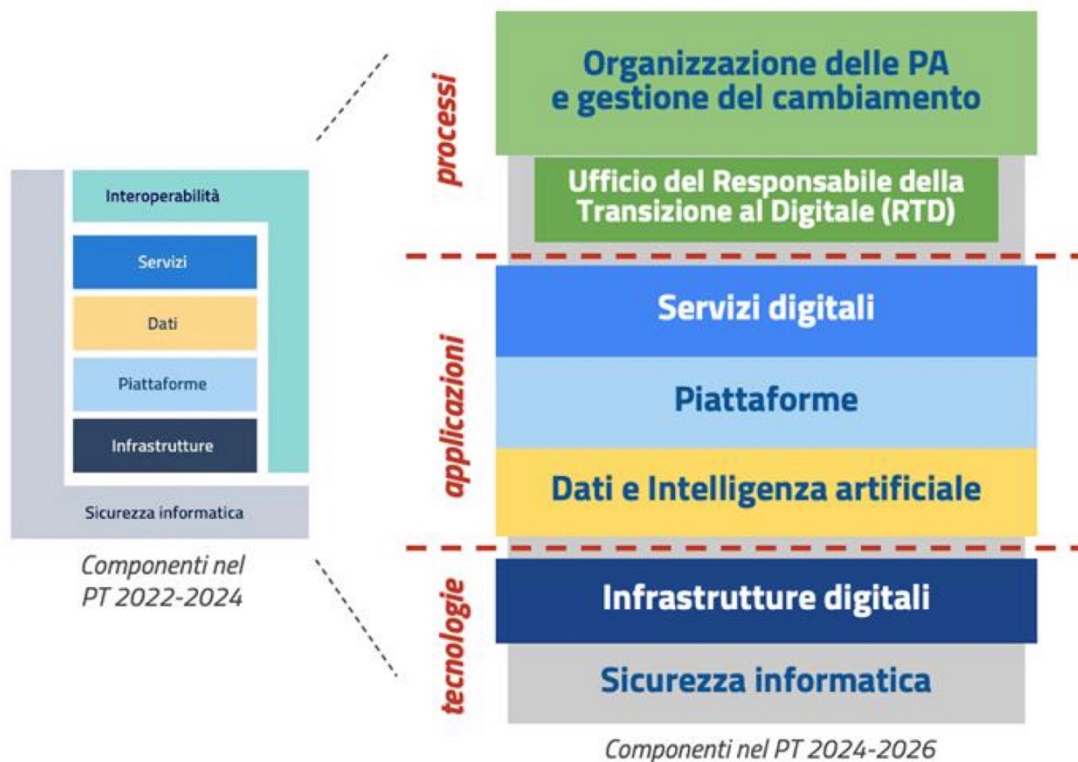 Interoperabilità
Servizi
Dati
Piattaforme
Infrastrutture
Sicurezza informatica
Componenti nel
PT 2022-2024
processi
Organizzazione delle PA
e gestione del cambiamento
Ufficio del Responsabile della
Transizione al Digitale (RTD)
applicazioni
Servizi digitali
Piattaforme
Dati e Intelligenza artificiale
tecnologie
Infrastrutture digitali
Sicurezza informatica
Componenti nel PT 2024-2026